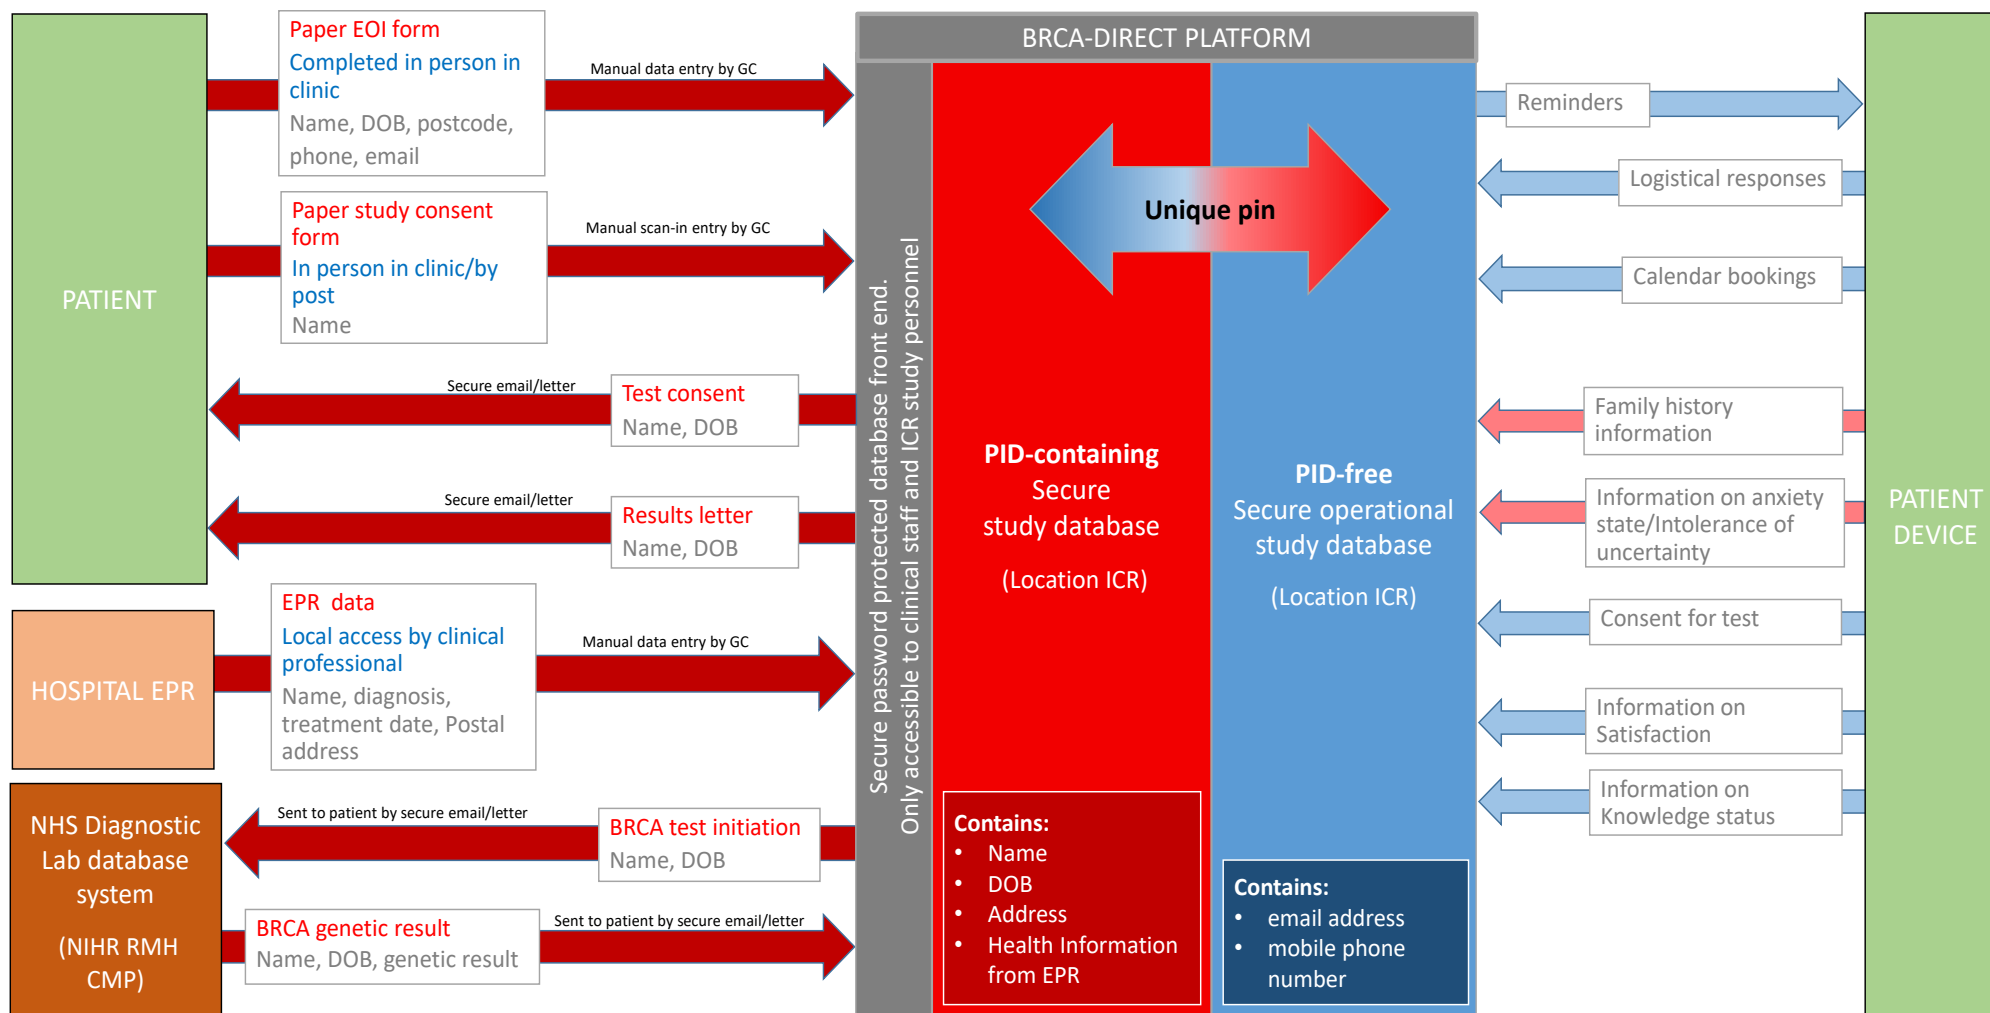 Paper EOI form
Completed in person in
clinic
Name, DOB, postcode,
phone, email
Manual data entry by GC
Paper study consent
form
In person in clinic/by
post
Name
Manual scan-in entry by GC
PATIENT
Secure email/letter
Test consent
Name, DOB
Secure email/letter
Results letter
Name, DOB
HOSPITAL EPR
EPR  data
Local access by clinical
professional
Name, diagnosis,
treatment date, Postal
address
Manual data entry by GC
NHS Diagnostic
Lab database
system
(NIHR RMH
CMP)
Sent to patient by secure email/letter
BRCA test initiation
Name, DOB
BRCA genetic result
Name, DOB, genetic result
Sent to patient by secure email/letter
BRCA-DIRECT PLATFORM
Secure password protected database front end.
Only accessible to clinical staff and ICR study personnel
Unique pin
PID-containing
Secure
study database
(Location ICR)
Contains:
• Name
• DOB
• Address
• Health Information
from EPR
PID-free
Secure operational
study database
(Location ICR)
Contains:
• email address
• mobile phone
number
Reminders
Logistical responses
Calendar bookings
Family history
information
Information on anxiety
state/Intolerance of
uncertainty
Consent for test
Information on
Satisfaction
Information on
Knowledge status
PATIENT
DEVICE